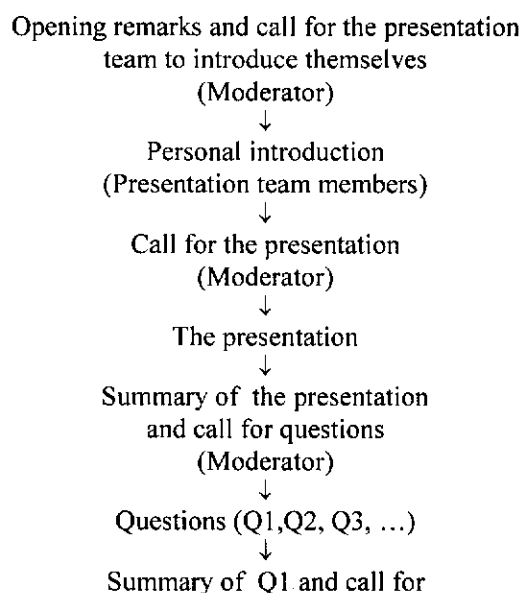 Opening remarks and call for the presentation
team to introduce themselves
(Moderator)
↓
Personal introduction
(Presentation team members)
↓
Call for the presentation
(Moderator)
↓
The presentation
↓
Summary of the presentation
and call for questions
(Moderator)
↓
Questions (Q1,Q2, Q3, …)
↓
Summary of Q1 and call for